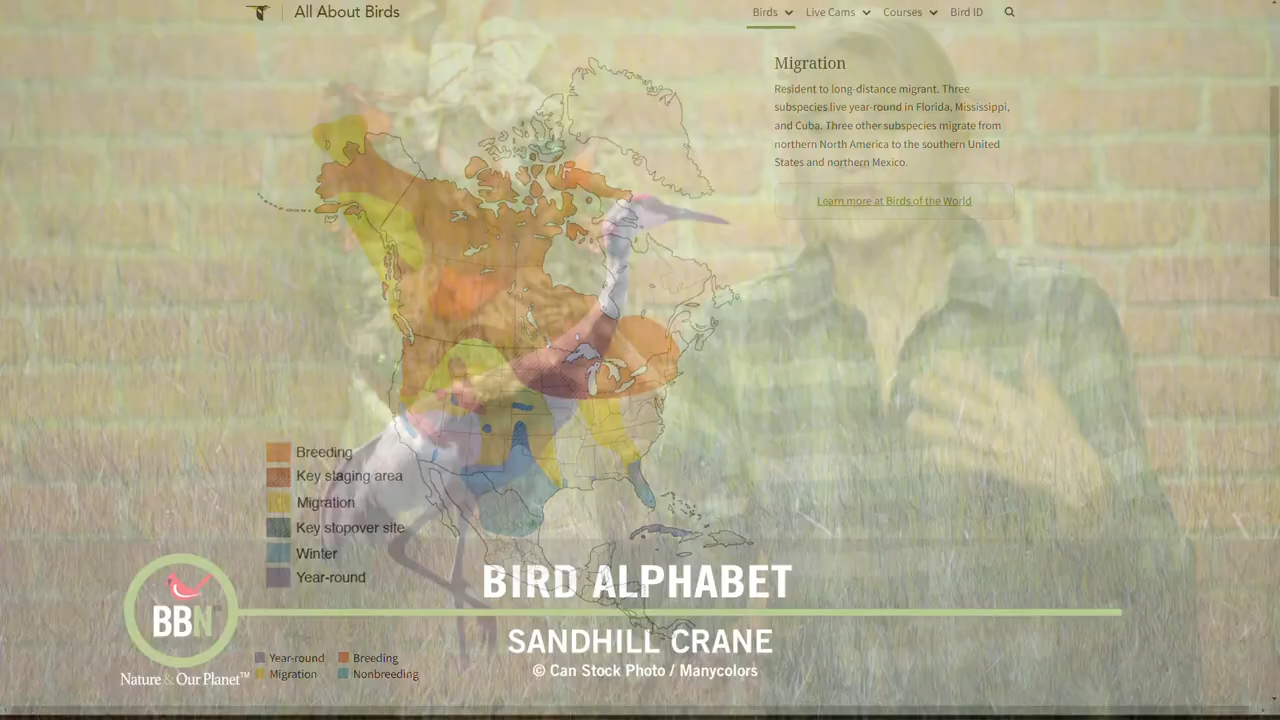 All About Birds
Birds
Live Cams
Courses
Bird ID
Migration
Resident to long-distance migrant. Three
subspecies live year-round in Florida, Mississippi,
and Cuba. Three other subspecies migrate from
northern North America to the southern United
States and northern Mexico.
Learn more at Birds of the World
Breeding
Key staging area
Migration
Key stopover site
Winter
Year-round
BIRD ALPHABET
BBN
SANDHILL CRANE
© Can Stock Photo / Manycolors
Nature & Our Planet™
Year-round
Breeding
Migration
Nonbreeding